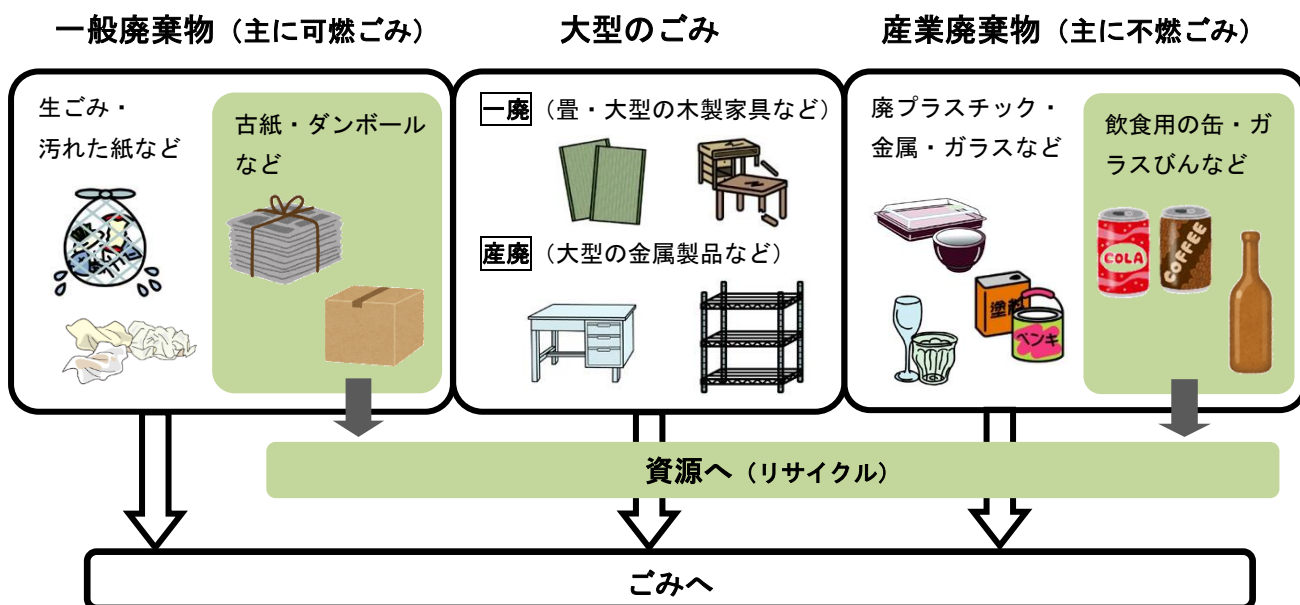 一般廃棄物（主に可燃ごみ）
生ごみ・
汚れた紙など
古紙・ダンボール
など
大型のごみ
一廃（畳・大型の木製家具など）
産廃（大型の金属製品など）
産業廃棄物（主に不燃ごみ）
廃プラスチック・
金属・ガラスなど
塗料
ペンキ
飲食用の缶・ガ
ラスびんなど
COLA
COFFEE
資源へ（リサイクル）
ごみへ